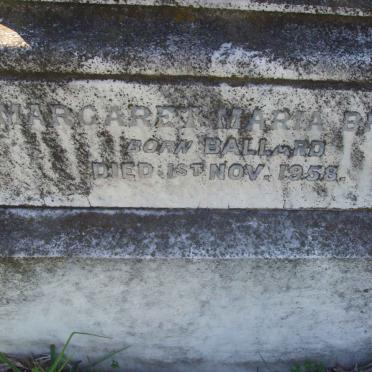 MARGARET MARIA
BORN BALLARD
DIED 1ST NOV. 1958.